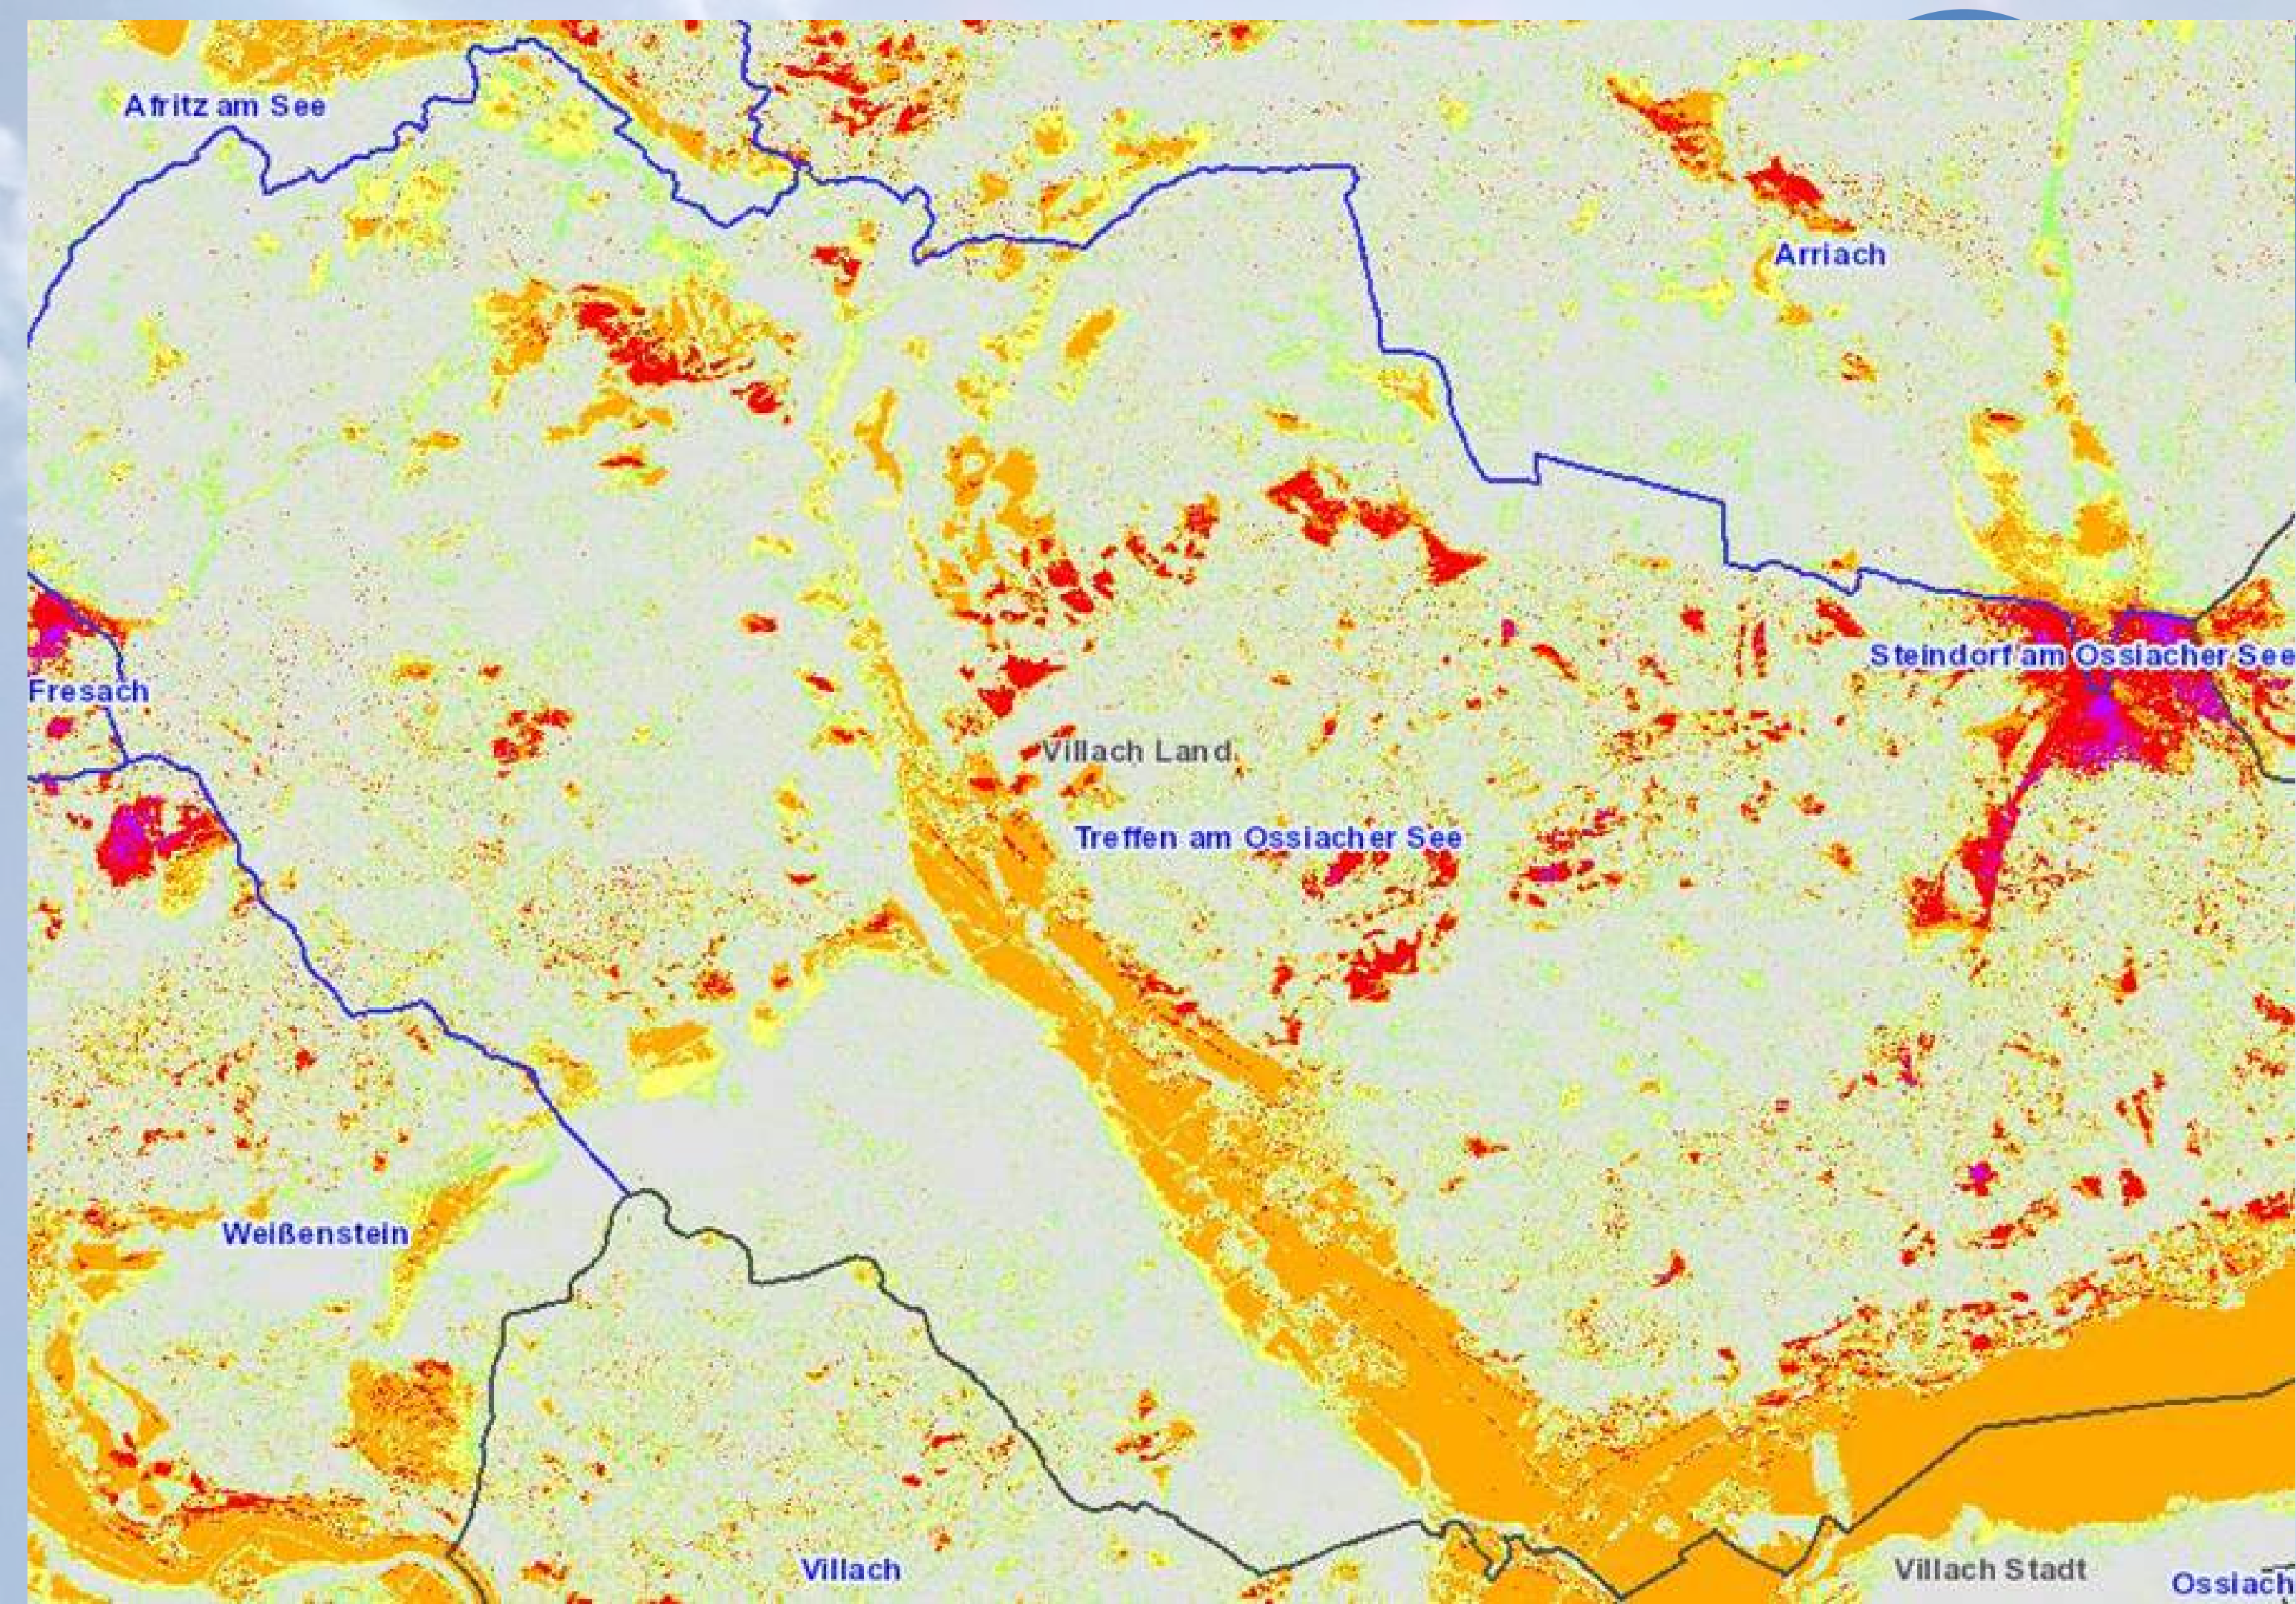 Afritz am See
Arriach
Steindorf am Ossiacher See
Fresach
Villach Land
Treffen am Ossiacher See
Weißenstein
Villach
Villach Stadt
Ossiach